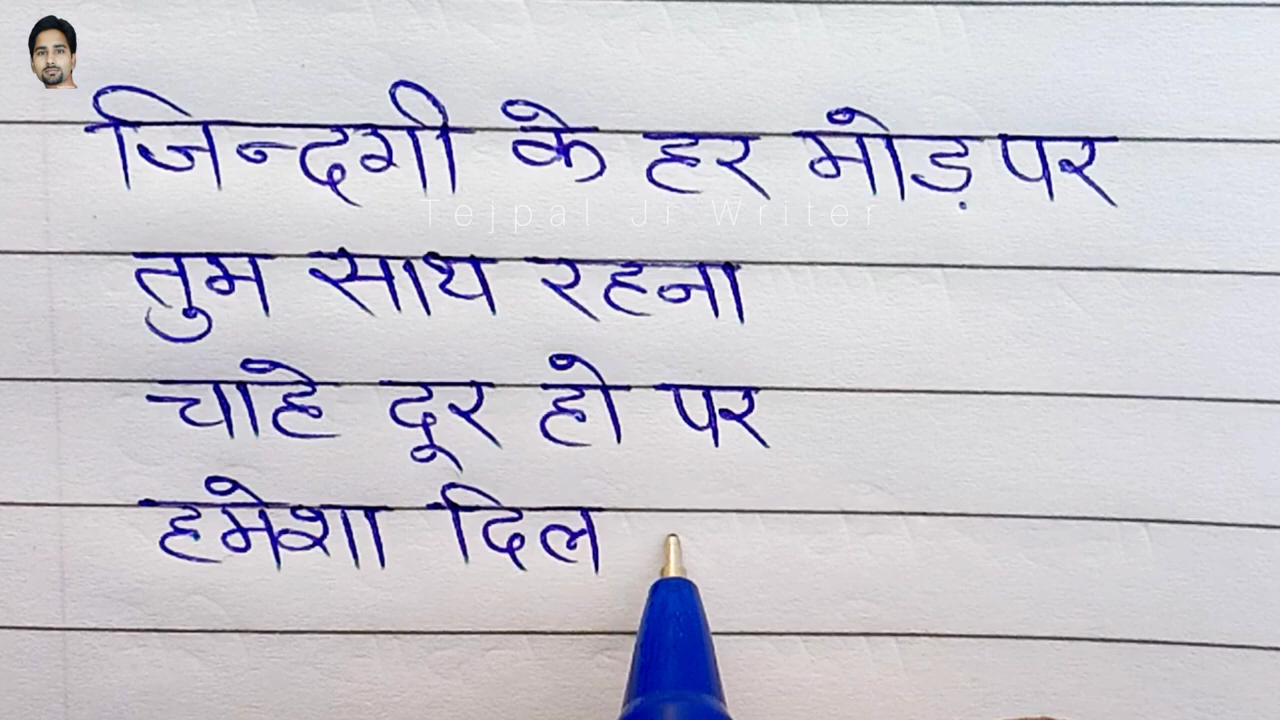 जिन्दगी के हर मोड़ पर
Tejpal Jr Writer
तुम साथ रहना
चाहे दूर हो पर
हमेशा दिल